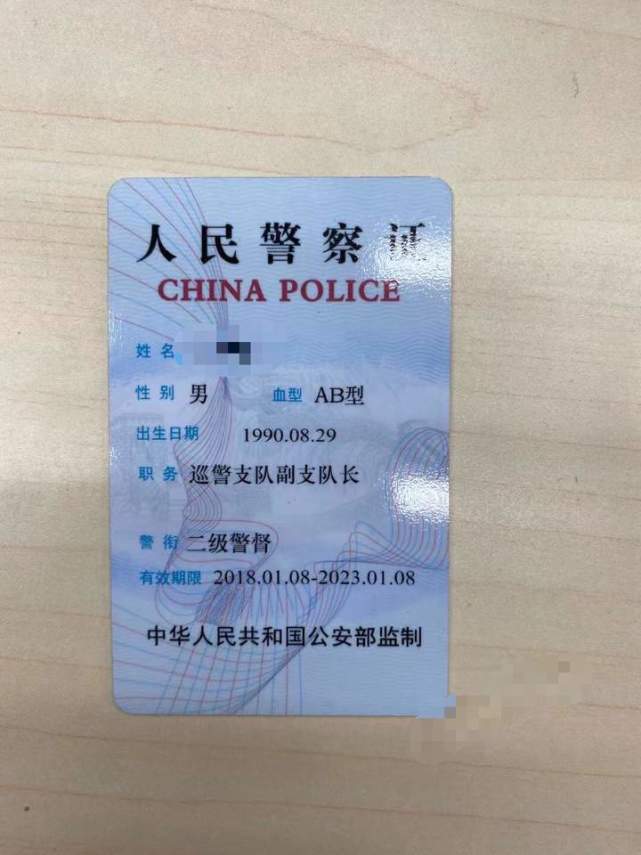 人民警察证
CHINA POLICE
姓名
性别 男 血型 AB型
出生日期 1990.08.29
职务 巡警支队副支队长
警衔 二级警督
有效期限 2018.01.08-2023.01.08
中华人民共和国公安部监制